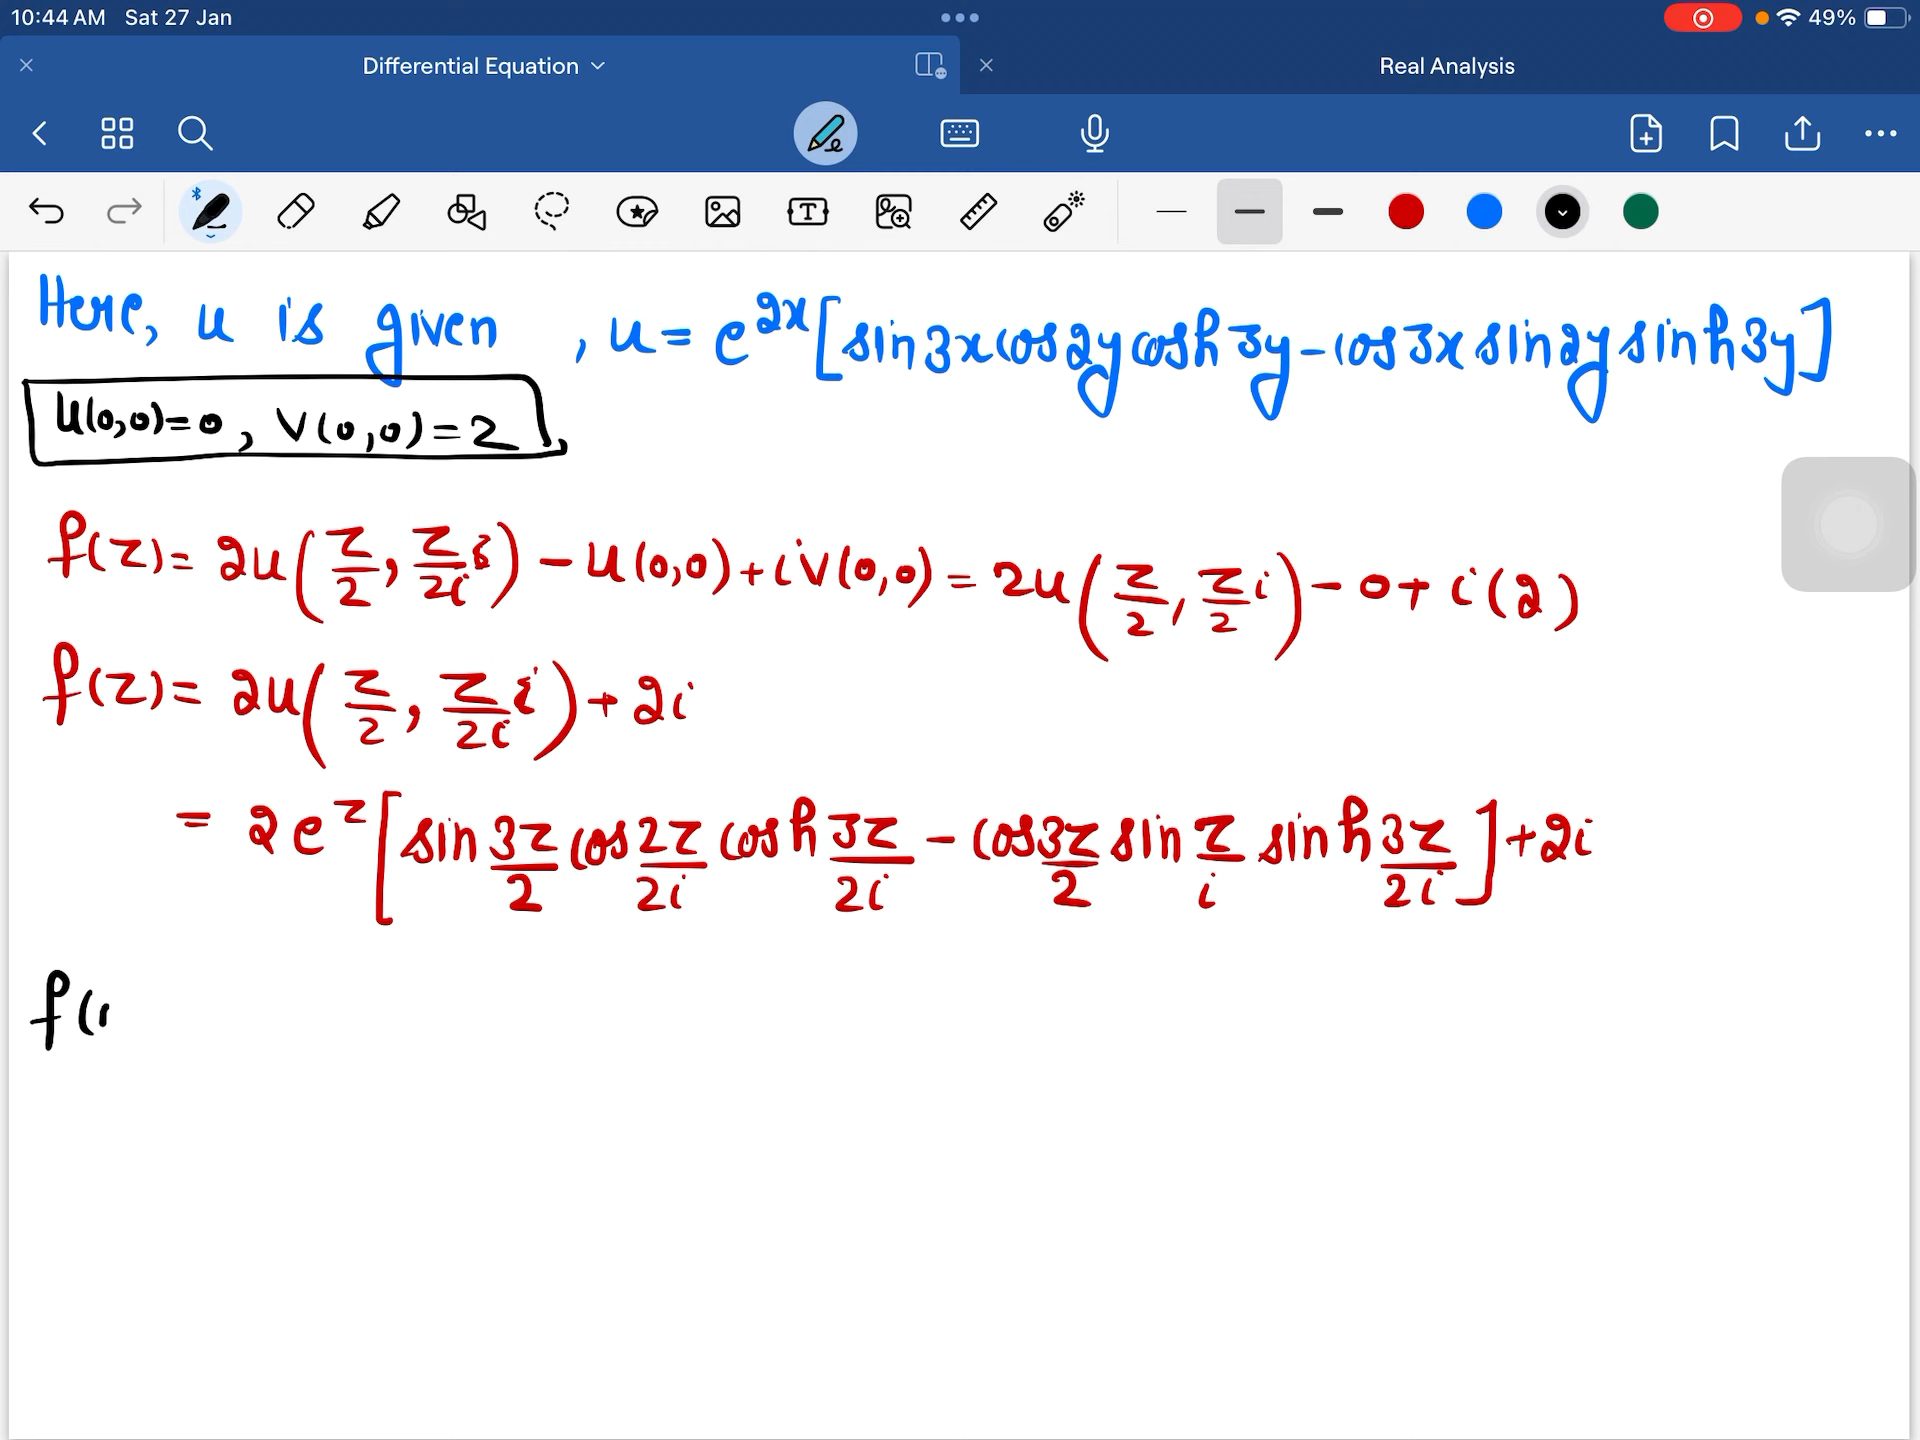 10:44 AM Sat 27 Jan 49%
Differential Equation Real Analysis
Here, u is given , u = e^{2x}[sin3x cos2y cosh3y - cos3x sin2y sinh3y]
u(0,0)=0, v(0,0)=2
f(z)= 2u(z/2, z/2i) - u(0,0) + iv(0,0) = 2u(z/2, z/2 i) - 0 + i(2)
f(z)= 2u(z/2, z/2i) + 2i
= 2e^z[sin 3z/2 cos 2z/2i cosh 3z/2i - cos 3z/2 sin z/i sinh 3z/2i] + 2i
f(